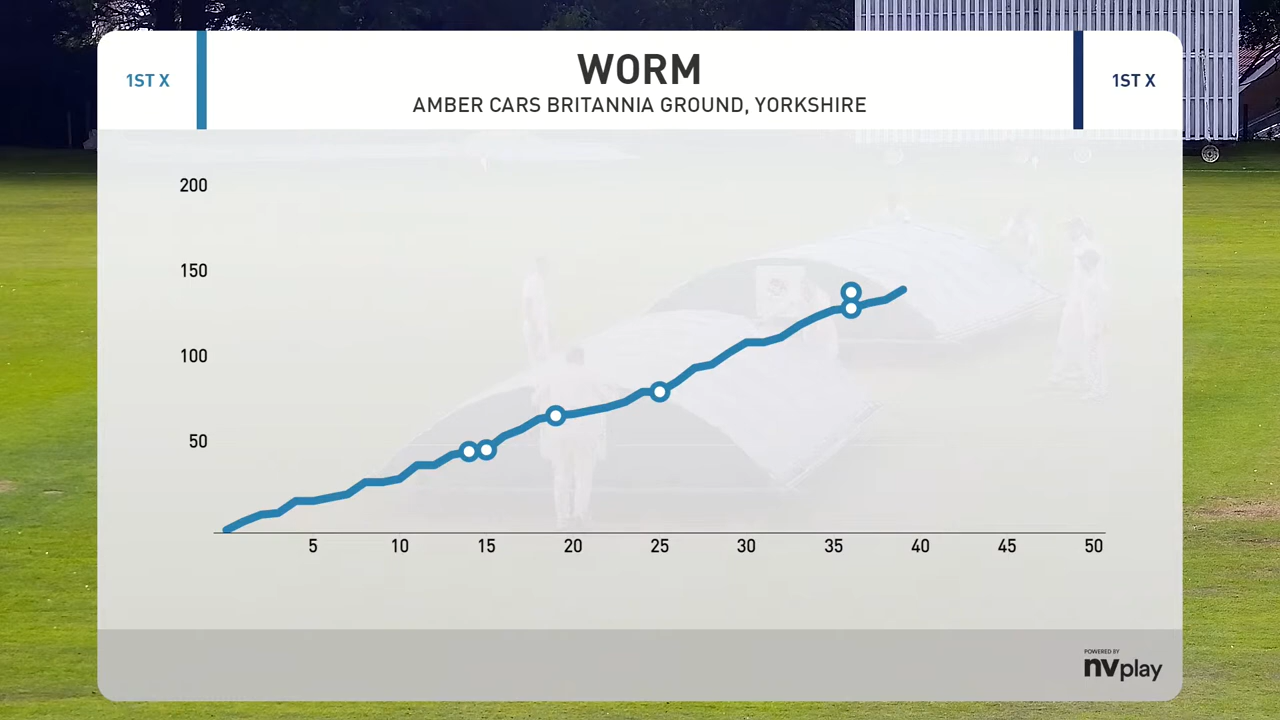 1ST X
WORM
AMBER CARS BRITANNIA GROUND, YORKSHIRE
1ST X
200
150
100
50
5 10 15 20 25 30 35 40 45 50
POWERED BY
nvplay